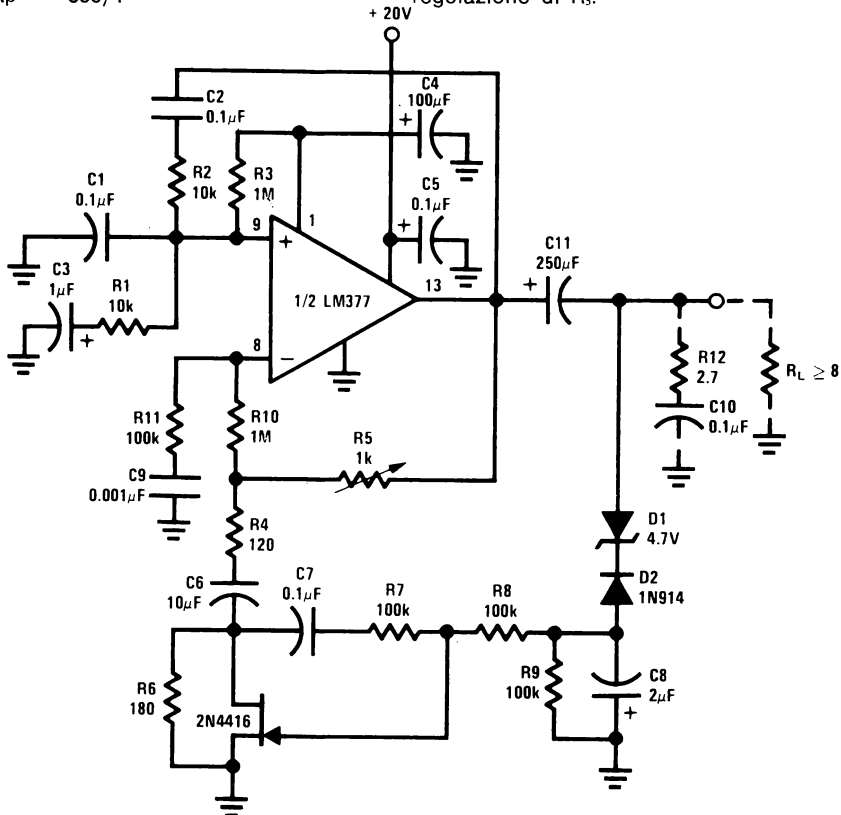 regolazione di R₅.
+ 20V
C2
0.1µF
C4
100µF
+
R2
10k
R3
1M
C5
0.1µF
+
C1
0.1µF
9
1
+
C3
1µF
+
R1
10k
1/2 LM377
13
C11
250µF
+
8
−
R12
2.7
R_L ≥ 8
C10
0.1µF
R11
100k
R10
1M
R5
1k
C9
0.001µF
R4
120
D1
4.7V
C6
10µF
C7
0.1µF
R7
100k
R8
100k
D2
1N914
R6
180
2N4416
R9
100k
C8
2µF
+